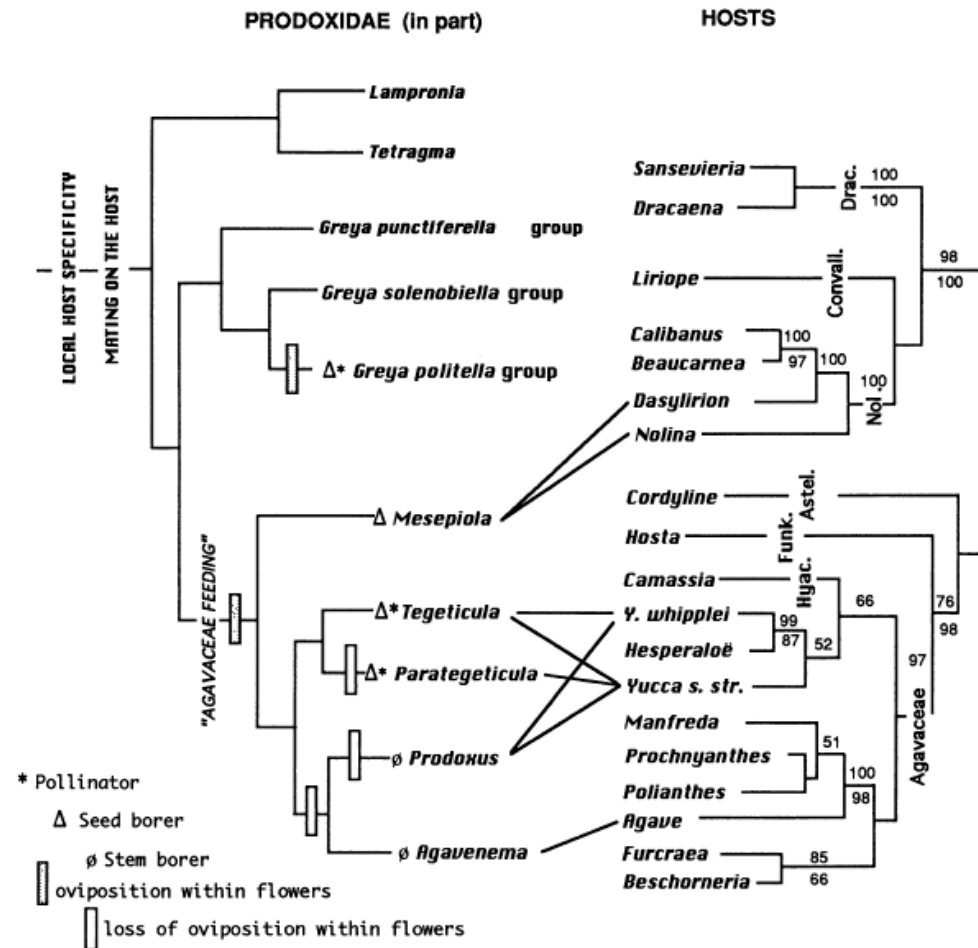 PRODOXIDAE (in part)
HOSTS
LOCAL HOST SPECIFICITY
MATING ON THE HOST
"AGAVACEAE FEEDING"
Lampronia
Tetragma
Greya punctiferella group
Greya solenobiella group
Δ* Greya politella group
Δ Mesepiola
Δ* Tegeticula
Δ* Parategeticula
ø Prodoxus
ø Agavenema
Sansevieria
Dracaena
Liriope
Calibanus
Beaucarnea
Dasylirion
Nolina
Cordyline
Hosta
Camassia
Y. whipplei
Hesperaloë
Yucca s. str.
Manfreda
Prochnyanthes
Polianthes
Agave
Furcraea
Beschorneria
Drac.
100
100
98
100
Convall.
100
97
100
100
Nol.
Astel.
Funk.
Hyac.
66
99
87
52
76
98
97
Agavaceae
51
100
98
85
66
* Pollinator
Δ Seed borer
ø Stem borer
oviposition within flowers
loss of oviposition within flowers